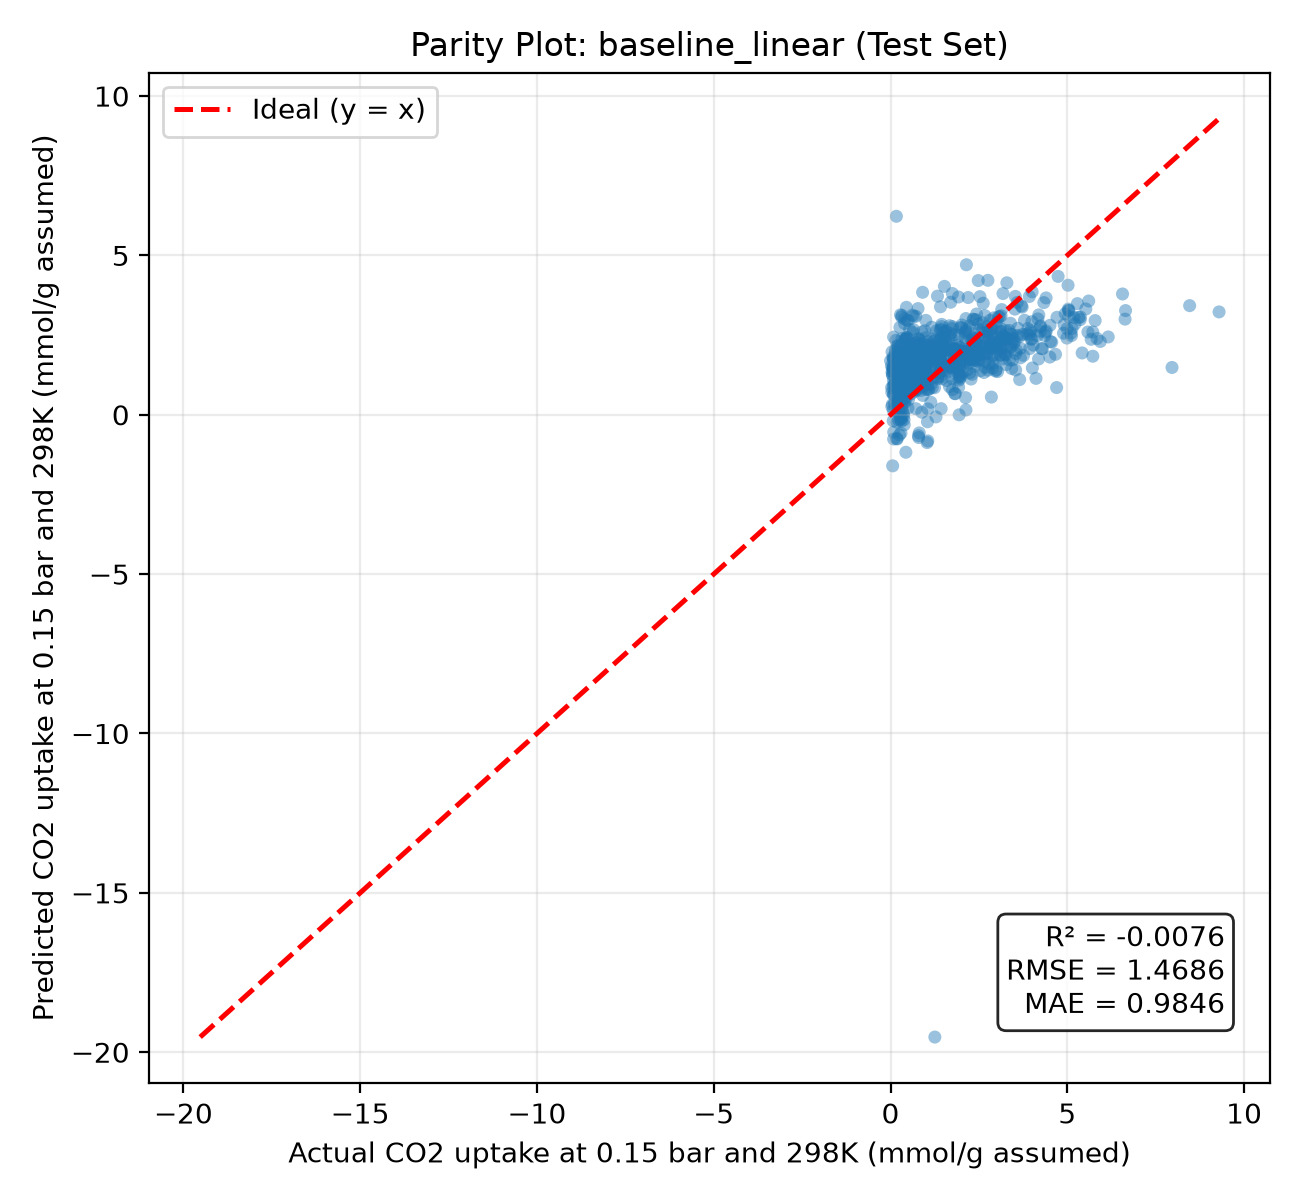 Parity Plot: baseline_linear (Test Set)
Ideal (y = x)
Predicted CO2 uptake at 0.15 bar and 298K (mmol/g assumed)
10
5
0
−5
−10
−15
−20
R² = -0.0076
RMSE = 1.4686
MAE = 0.9846
−20 −15 −10 −5 0 5 10
Actual CO2 uptake at 0.15 bar and 298K (mmol/g assumed)